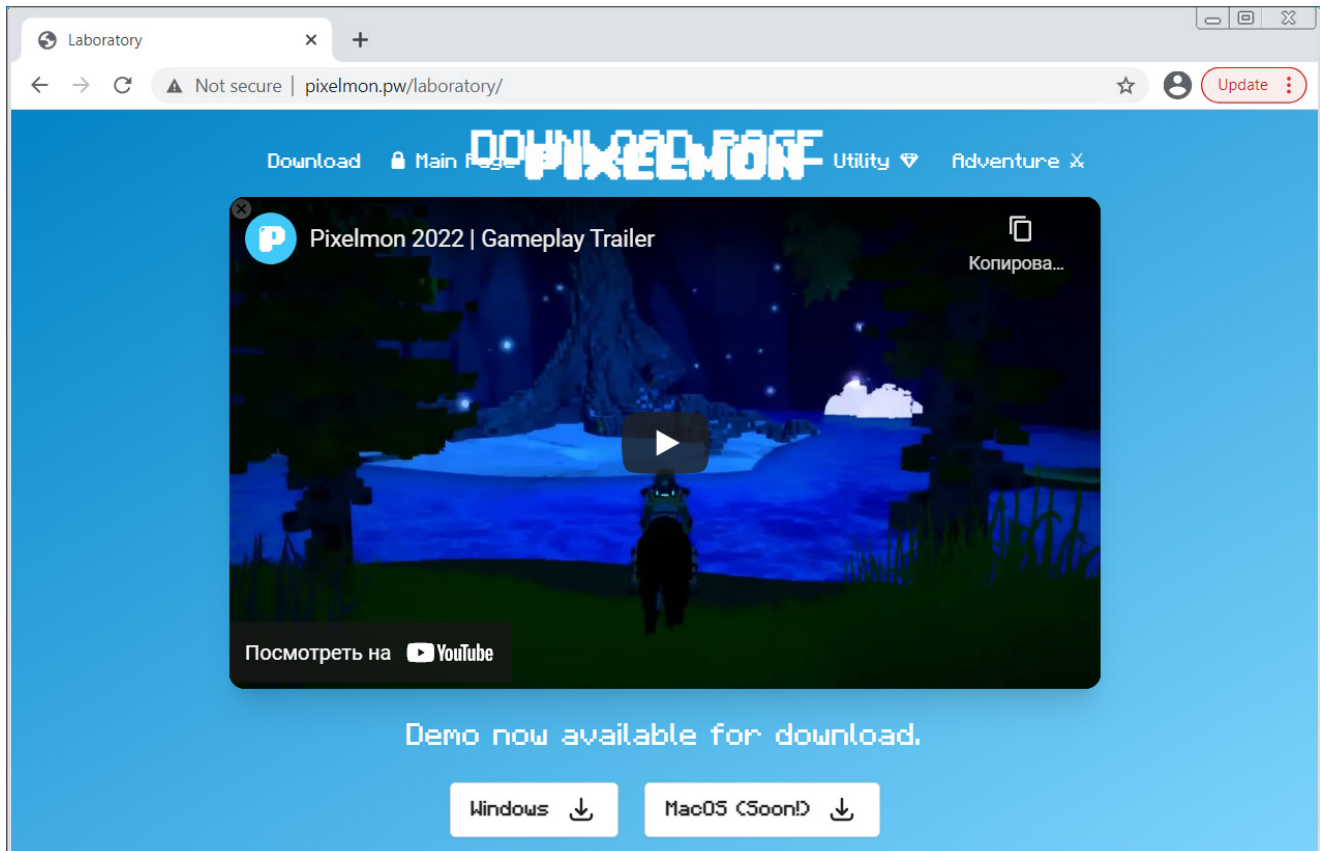 Laboratory
Not secure | pixelmon.pw/laboratory/
Update
DOWNLOAD PAGE
Download Main Page PIXELMON Utility Adventure
Pixelmon 2022 | Gameplay Trailer
Копирова...
Посмотреть на YouTube
Demo now available for download.
Windows
MacOS (Soon!)